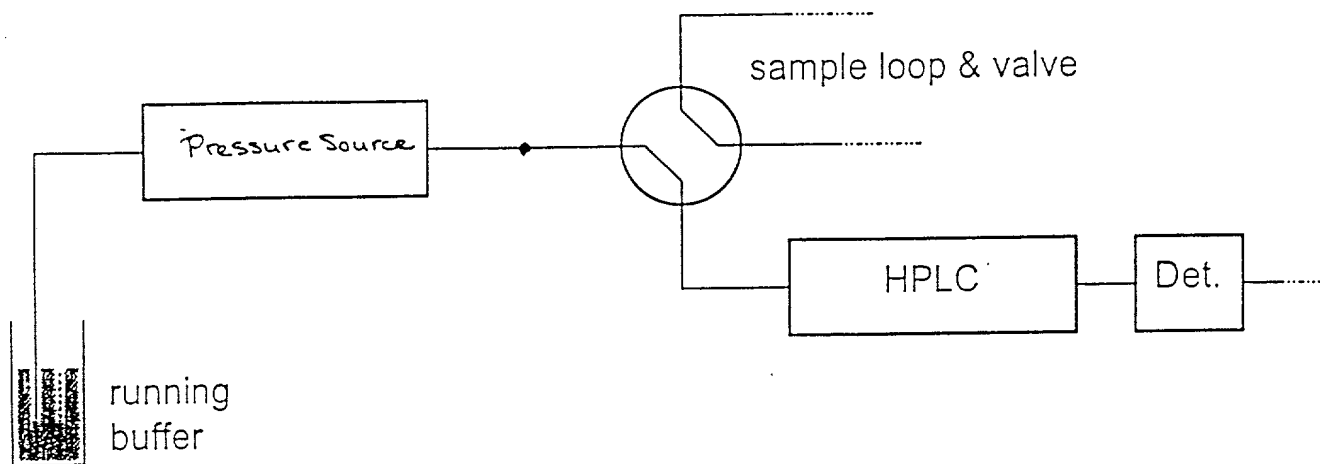 sample loop & valve
Pressure Source
HPLC
Det.
running
buffer